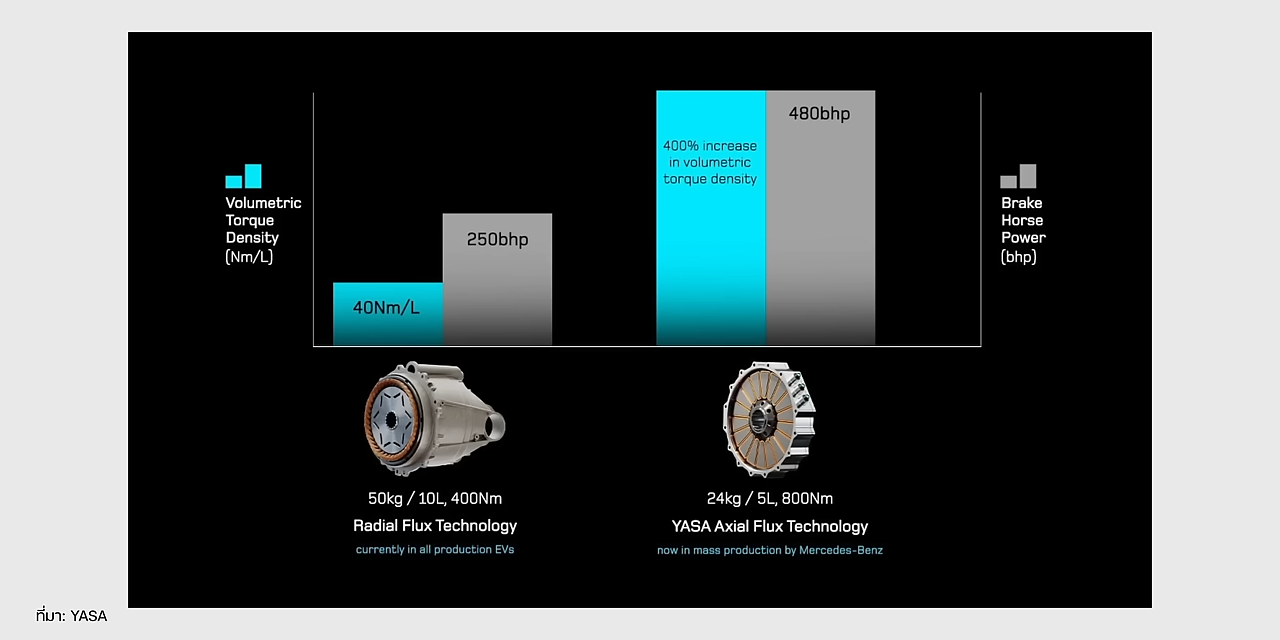 Volumetric
Torque
Density
(Nm/L)
40Nm/L
250bhp
400% increase
in volumetric
torque density
480bhp
Brake
Horse
Power
(bhp)
50kg / 10L, 400Nm
Radial Flux Technology
currently in all production EVs
24kg / 5L, 800Nm
YASA Axial Flux Technology
now in mass production by Mercedes-Benz
ที่มา: YASA